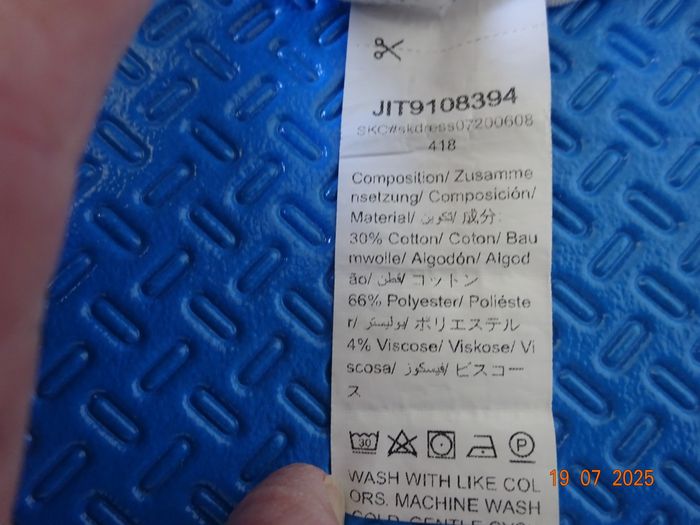 JIT9108394
SKC#skdress07200608
418
Composition/ Zusamme
nsetzung/ Composición/
Material/ تكوين/ 成分:
30% Cotton/ Coton/ Bau
mwolle/ Algodón/ Algod
ão/ قطن/ コットン
66% Polyester/ Poliéste
r/ بوليستر/ ポリエステル
4% Viscose/ Viskose/ Vi
scosa/ فيسكوز/ ビスコー
ス
30 P
WASH WITH LIKE COL
ORS. MACHINE WASH
19 07 2025